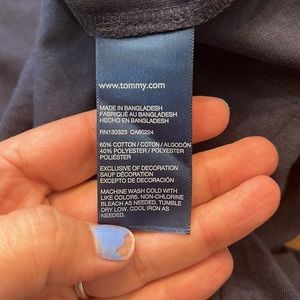 www.tommy.com
MADE IN BANGLADESH
FABRIQUÉ AU BANGLADESH
HECHO EN BANGLADESH
RN130323 CA80224
60% COTTON / COTON / ALGODÓN
40% POLYESTER / POLYESTER
POLIÉSTER
EXCLUSIVE OF DECORATION
SAUF DÉCORATION
EXCEPTO DE DECORACIÓN
MACHINE WASH COLD WITH
LIKE COLORS. NON-CHLORINE
BLEACH AS NEEDED. TUMBLE
DRY LOW, COOL IRON AS
NEEDED.